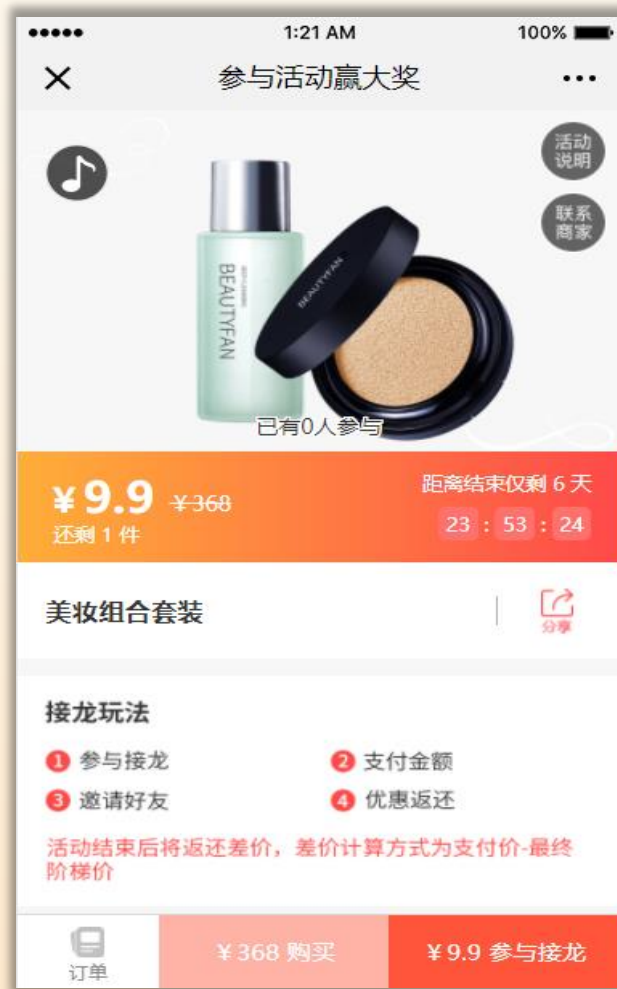 1:21 AM
100%
参与活动赢大奖
活动
说明
联系
商家
BEAUTYFAN
BEAUTYFAN
已有0人参与
¥9.9 ¥368
还剩 1 件
距离结束仅剩 6 天
23 : 53 : 24
美妆组合套装
分享
接龙玩法
1 参与接龙
2 支付金额
3 邀请好友
4 优惠返还
活动结束后将返还差价，差价计算方式为支付价-最终
阶梯价
订单
¥368 购买
¥9.9 参与接龙